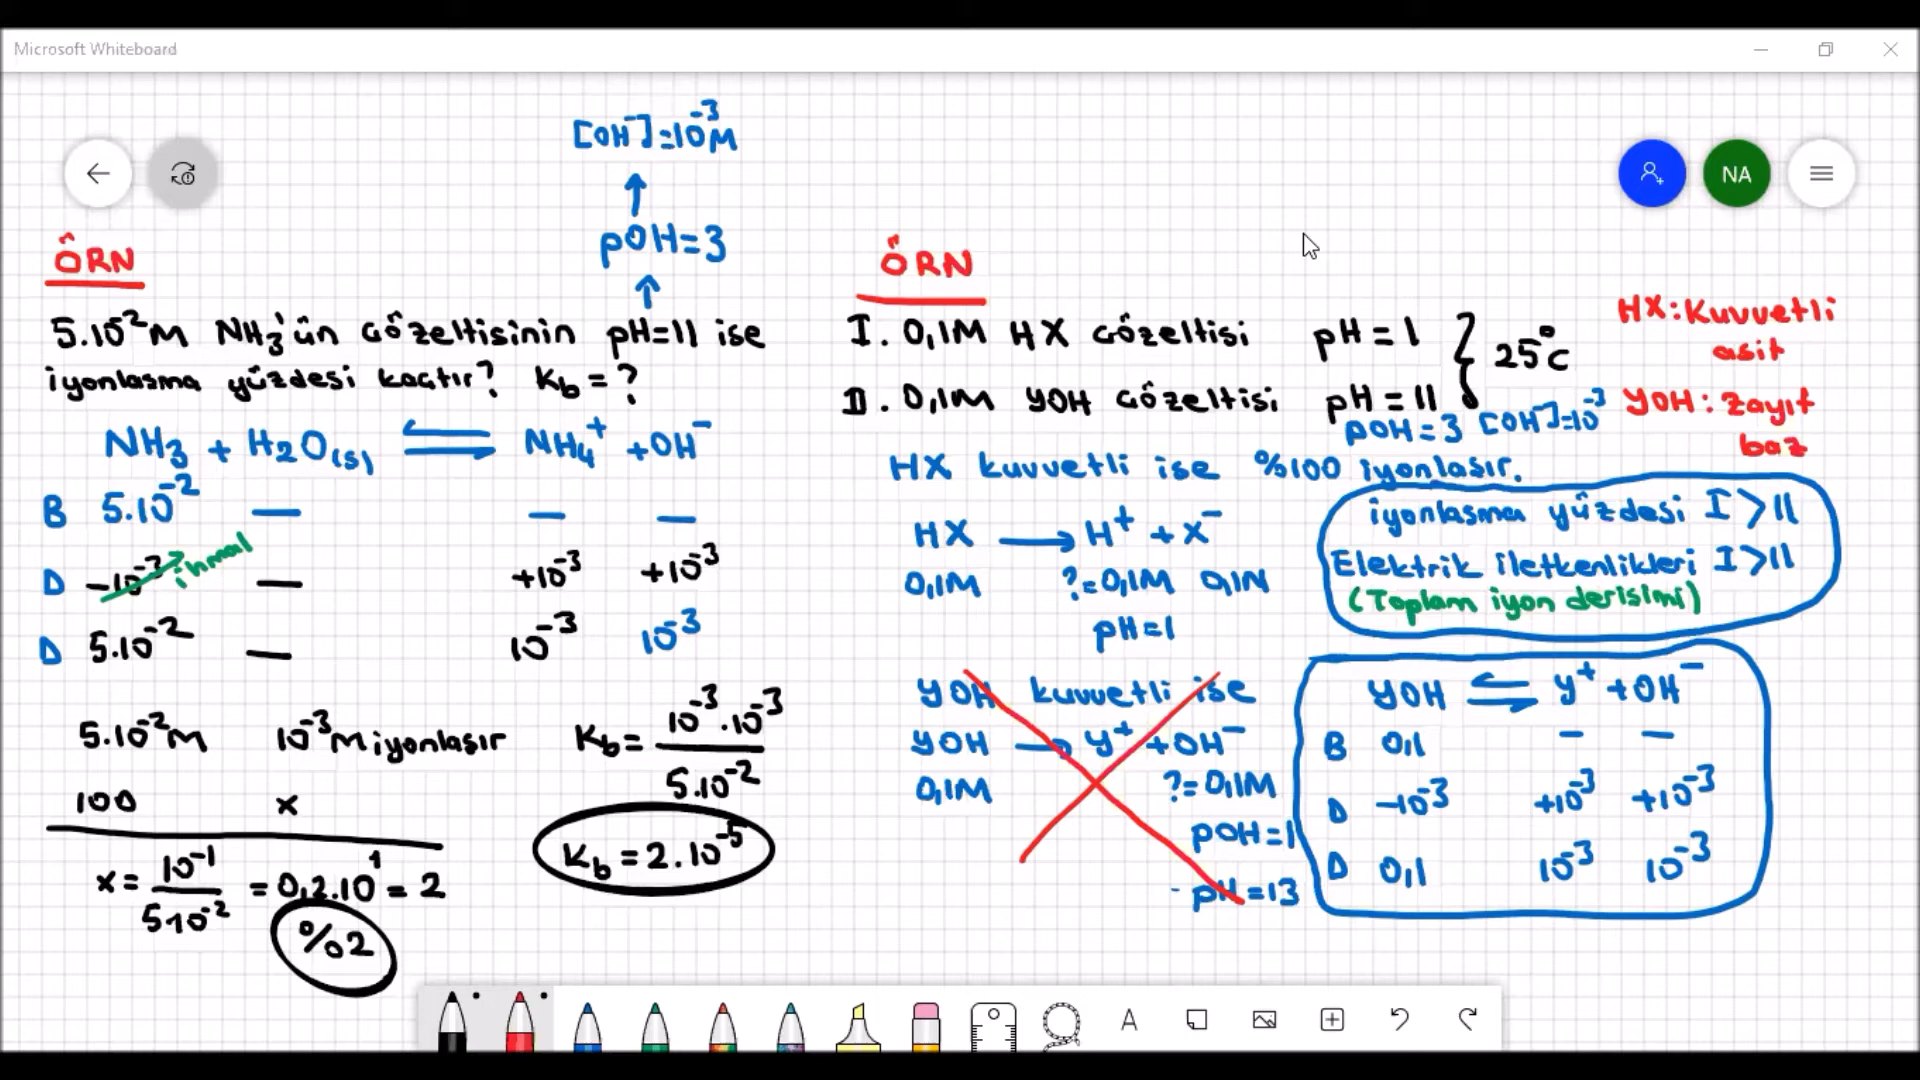 Microsoft Whiteboard
NA
[OH⁻]=10⁻³M
pOH=3
ÖRN
5.10⁻²M NH₃'ün çözeltisinin pH=11 ise
iyonlaşma yüzdesi kaçtır? Kb=?
NH₃ + H₂O(s) ⇌ NH₄⁺ + OH⁻
B 5.10⁻² — — —
D -10⁻³ ihmal — +10⁻³ +10⁻³
D 5.10⁻² — 10⁻³ 10⁻³
5.10⁻²M 10⁻³M iyonlaşır
100 x
x = 10⁻¹ / 5.10⁻² = 0,2.10¹ = 2
%2
Kb = 10⁻³.10⁻³ / 5.10⁻²
Kb = 2.10⁻⁵
ÖRN
I. 0,1M HX çözeltisi pH = 1
II. 0,1M YOH çözeltisi pH = 11
25°C
pOH = 3 [OH⁻]=10⁻³
HX: Kuvvetli
asit
YOH: zayıf
baz
HX kuvvetli ise %100 iyonlaşır.
HX → H⁺ + X⁻
0,1M ?=0,1M 0,1M
pH=1
YOH kuvvetli ise
YOH → Y⁺ + OH⁻
0,1M ?=0,1M
pOH=1
- pH=13
iyonlaşma yüzdesi I > II
Elektrik iletkenlikleri I > II
(Toplam iyon derişimi)
YOH ⇌ Y⁺ + OH⁻
B 0,1 — —
D -10⁻³ +10⁻³ +10⁻³
D 0,1 10⁻³ 10⁻³
A